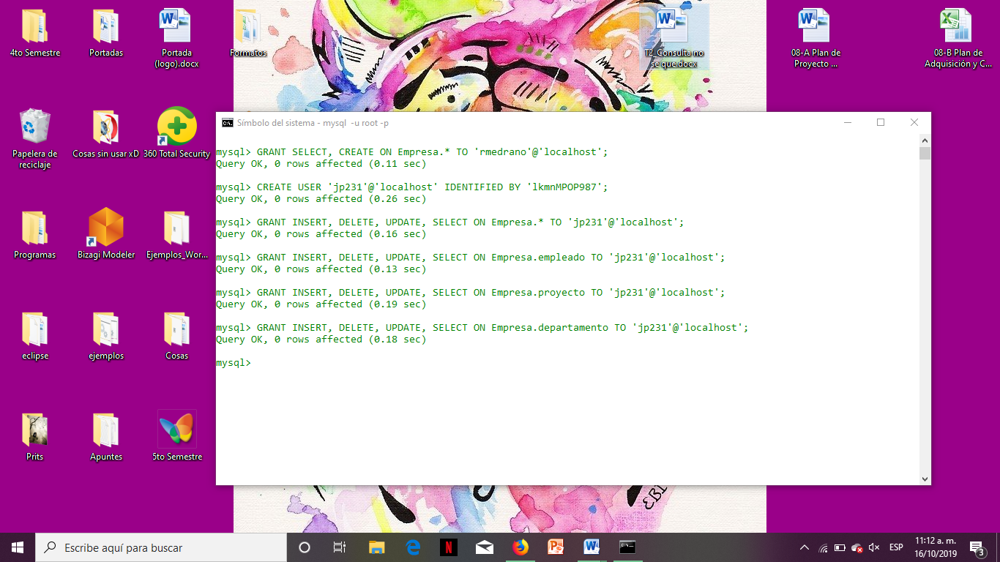 4to Semestre
Portadas
Portada
(logo).docx
Formatos
T2_Consulta no
se que.docx
08-A Plan de
Proyecto ...
08-B Plan de
Adquisición y C...
Papelera de
reciclaje
Cosas sin usar xD
360 Total Security
Programas
Bizagi Modeler
Ejemplos_Wor...
eclipse
ejemplos
Cosas
Prits
Apuntes
5to Semestre
Símbolo del sistema - mysql  -u root -p
mysql> GRANT SELECT, CREATE ON Empresa.* TO 'rmedrano'@'localhost';
Query OK, 0 rows affected (0.11 sec)
mysql> CREATE USER 'jp231'@'localhost' IDENTIFIED BY 'lkmnMPOP987';
Query OK, 0 rows affected (0.26 sec)
mysql> GRANT INSERT, DELETE, UPDATE, SELECT ON Empresa.* TO 'jp231'@'localhost';
Query OK, 0 rows affected (0.16 sec)
mysql> GRANT INSERT, DELETE, UPDATE, SELECT ON Empresa.empleado TO 'jp231'@'localhost';
Query OK, 0 rows affected (0.13 sec)
mysql> GRANT INSERT, DELETE, UPDATE, SELECT ON Empresa.proyecto TO 'jp231'@'localhost';
Query OK, 0 rows affected (0.19 sec)
mysql> GRANT INSERT, DELETE, UPDATE, SELECT ON Empresa.departamento TO 'jp231'@'localhost';
Query OK, 0 rows affected (0.18 sec)
mysql>
Escribe aquí para buscar
ESP
11:12 a. m.
16/10/2019
3